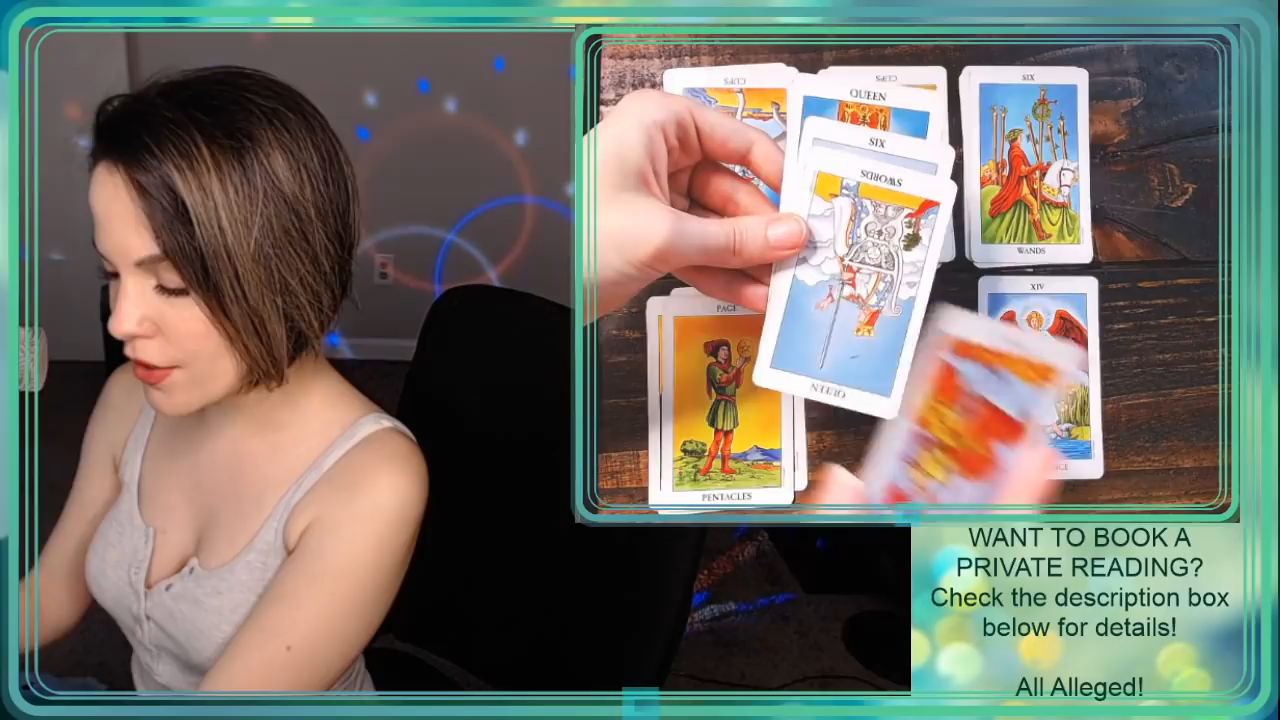 CUPS
CUPS
QUEEN
SIX
XIS
WANDS
SWORDS
QUEEN
PAGE
PENTACLES
XIV
WANT TO BOOK A
PRIVATE READING?
Check the description box
below for details!
All Alleged!